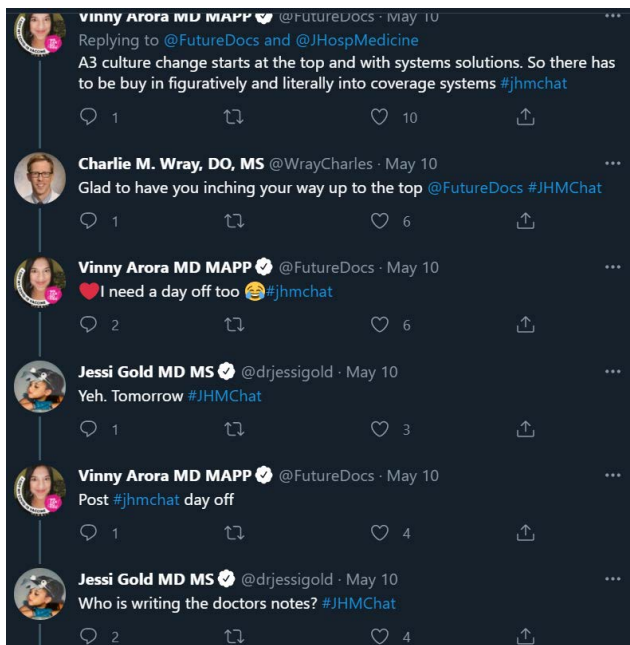 Vinny Arora MD MAPP @FutureDocs · May 10
Replying to @FutureDocs and @JHospMedicine
A3 culture change starts at the top and with systems solutions. So there has
to be buy in figuratively and literally into coverage systems #jhmchat
1 10
Charlie M. Wray, DO, MS @WrayCharles · May 10
Glad to have you inching your way up to the top @FutureDocs #JHMChat
1 6
Vinny Arora MD MAPP @FutureDocs · May 10
❤️I need a day off too 😂#jhmchat
2 6
Jessi Gold MD MS @drjessigold · May 10
Yeh. Tomorrow #JHMChat
1 3
Vinny Arora MD MAPP @FutureDocs · May 10
Post #jhmchat day off
1 4
Jessi Gold MD MS @drjessigold · May 10
Who is writing the doctors notes? #JHMChat
2 4